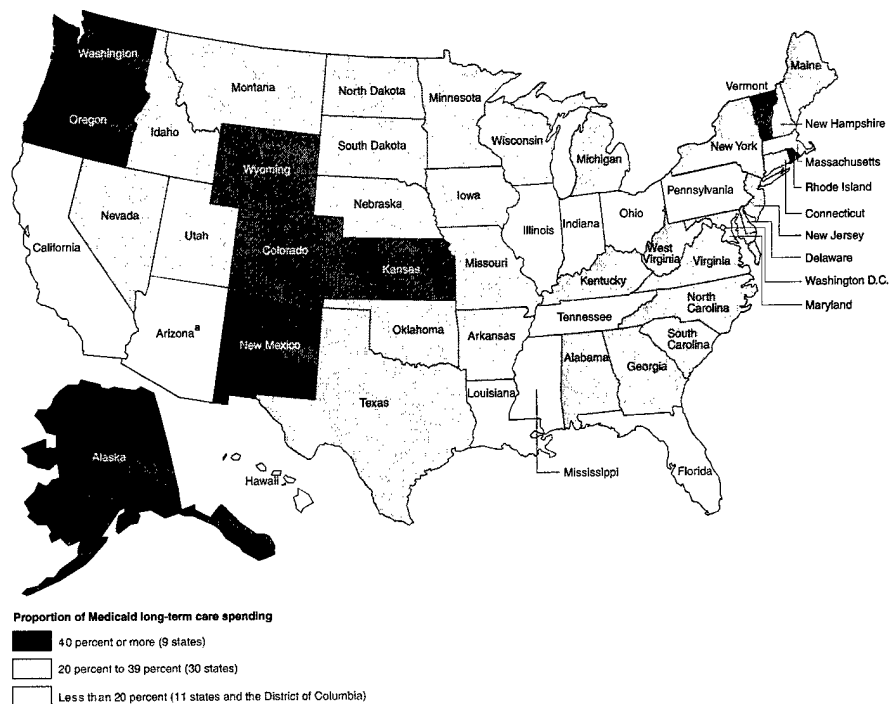 Washington
Oregon
Montana
Idaho
Wyoming
North Dakota
South Dakota
Minnesota
Wisconsin
Michigan
Nebraska
Iowa
Nevada
Utah
Colorado
Kansas
California
Arizonaª
New Mexico
Oklahoma
Texas
Missouri
Arkansas
Louisiana
Illinois
Indiana
Ohio
Kentucky
Tennessee
West
Virginia
Virginia
North
Carolina
South
Carolina
Alabama
Georgia
Mississippi
Florida
Pennsylvania
New York
Vermont
Maine
New Hampshire
Massachusetts
Rhode Island
Connecticut
New Jersey
Delaware
Washington D.C.
Maryland
Alaska
Hawaii
Proportion of Medicaid long-term care spending
40 percent or more (9 states)
20 percent to 39 percent (30 states)
Less than 20 percent (11 states and the District of Columbia)